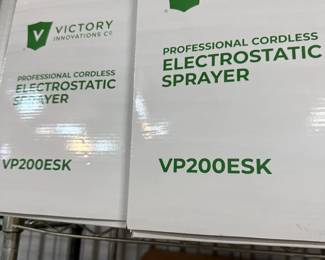 V VICTORY
INNOVATIONS CO
PROFESSIONAL CORDLESS
ELECTROSTATIC
SPRAYER
VP200ESK
PROFESSIONAL CORDLESS
ELECTROSTATIC
SPRAYER
VP200ESK